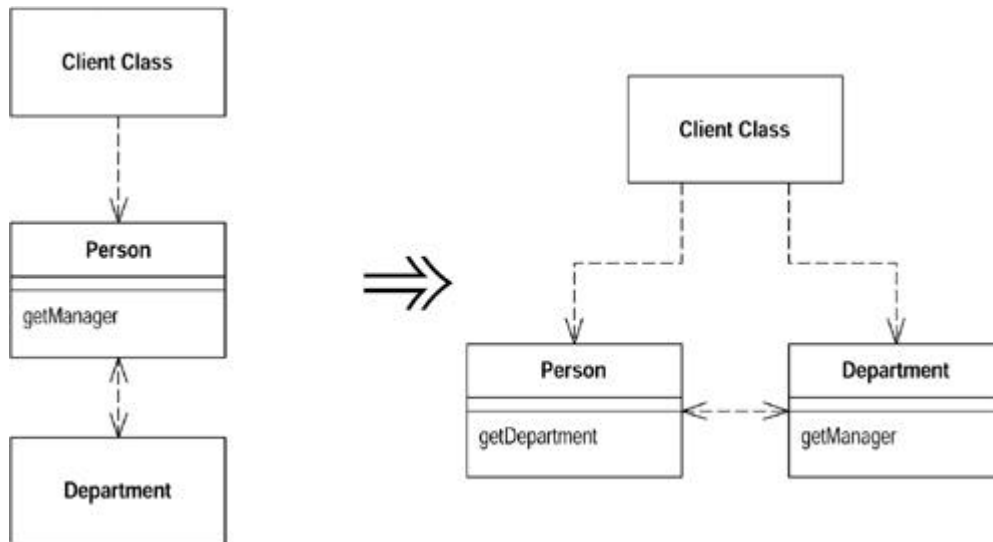 Client Class
Person
getManager
Department
Client Class
Person
getDepartment
Department
getManager